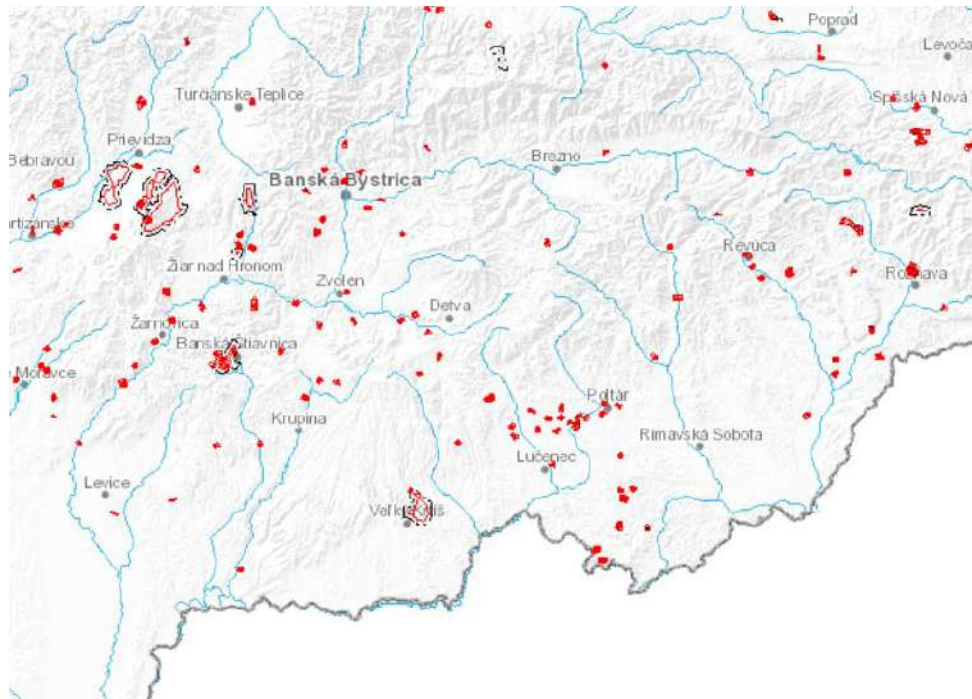 Poprad
Levoča
Turčianske Teplice
Spišská Nová
Prievidza
Bebravou
Brezno
Banská Bystrica
artizánske
Revúca
Žiar nad Hronom
Rožňava
Zvolen
Detva
Žarnovica
Banská Štiavnica
Moravce
Poltár
Krupina
Rimavská Sobota
Lučenec
Levice
Veľký Krtíš